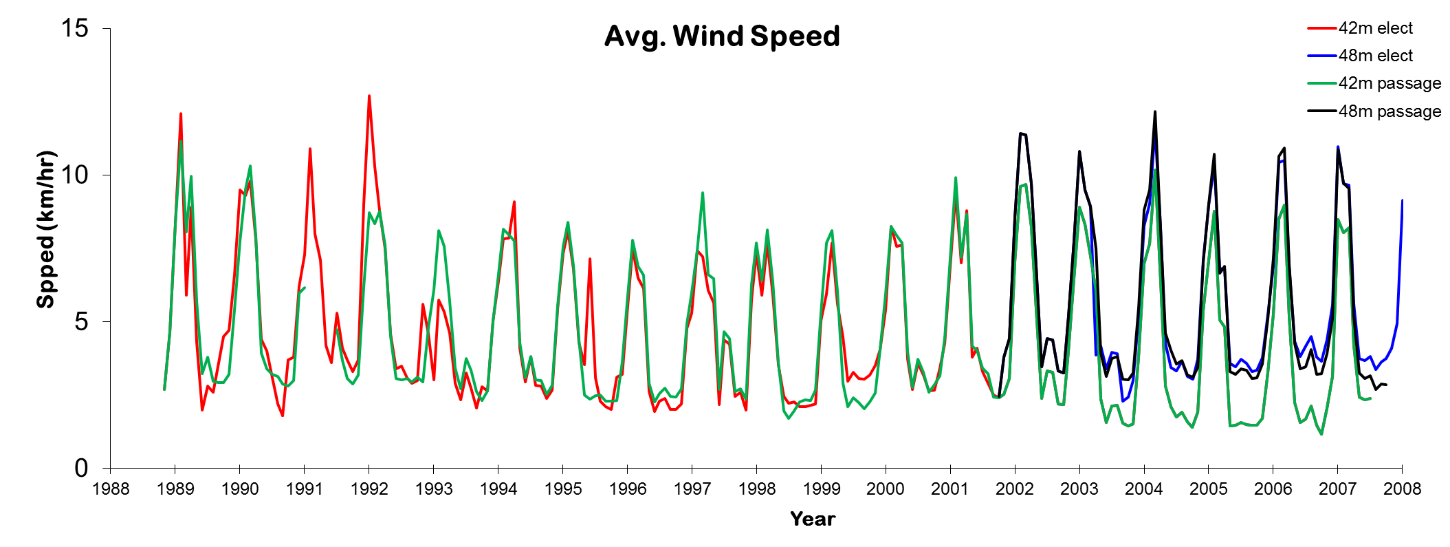 Avg. Wind Speed
42m elect
48m elect
42m passage
48m passage
Speed (km/hr)
15
10
5
0
1988 1989 1990 1991 1992 1993 1994 1995 1996 1997 1998 1999 2000 2001 2002 2003 2004 2005 2006 2007 2008
Year